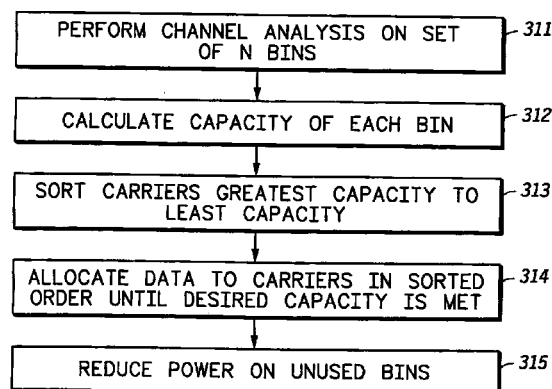 PERFORM CHANNEL ANALYSIS ON SET
OF N BINS
311
CALCULATE CAPACITY OF EACH BIN
312
SORT CARRIERS GREATEST CAPACITY TO
LEAST CAPACITY
313
ALLOCATE DATA TO CARRIERS IN SORTED
ORDER UNTIL DESIRED CAPACITY IS MET
314
REDUCE POWER ON UNUSED BINS
315